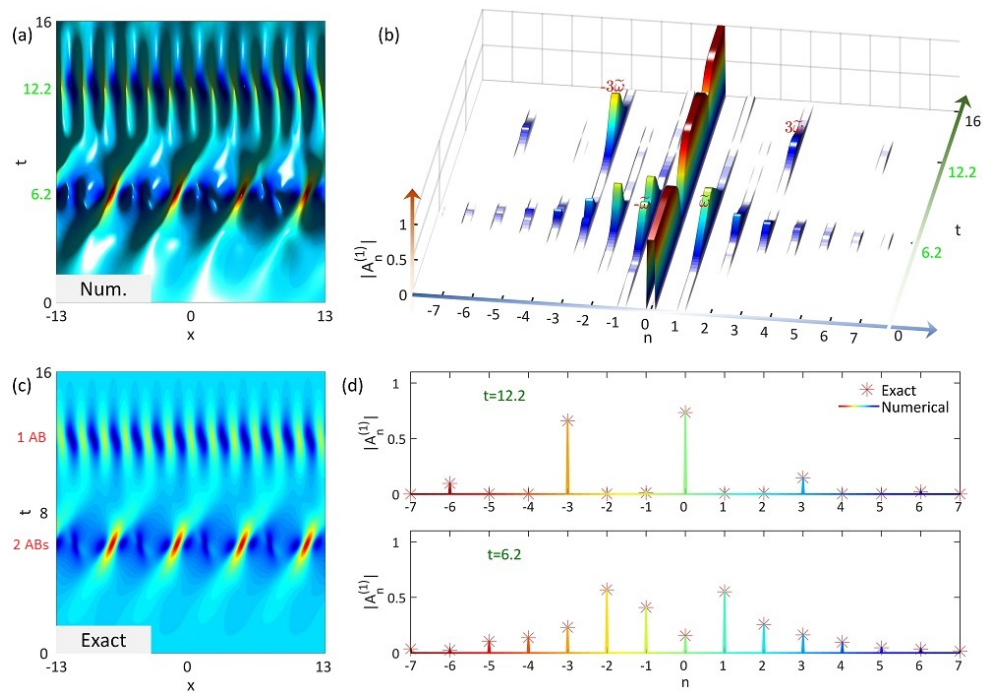 (a)
16
12.2
t
6.2
0
Num.
-13
0
13
x
(b)
-3ω̃
3ω̃
-ω̃
ω̃
1
0.5
0
|A_n^{(1)}|
-7
-6
-5
-4
-3
-2
-1
0
1
2
3
4
5
6
7
n
0
6.2
12.2
16
t
(c)
16
1 AB
t
8
2 ABs
0
Exact
-13
0
13
x
(d)
t=12.2
Exact
Numerical
1
0.5
0
|A_n^{(1)}|
-7 -6 -5 -4 -3 -2 -1 0 1 2 3 4 5 6 7
n
t=6.2
1
0.5
0
|A_n^{(1)}|
-7 -6 -5 -4 -3 -2 -1 0 1 2 3 4 5 6 7
n